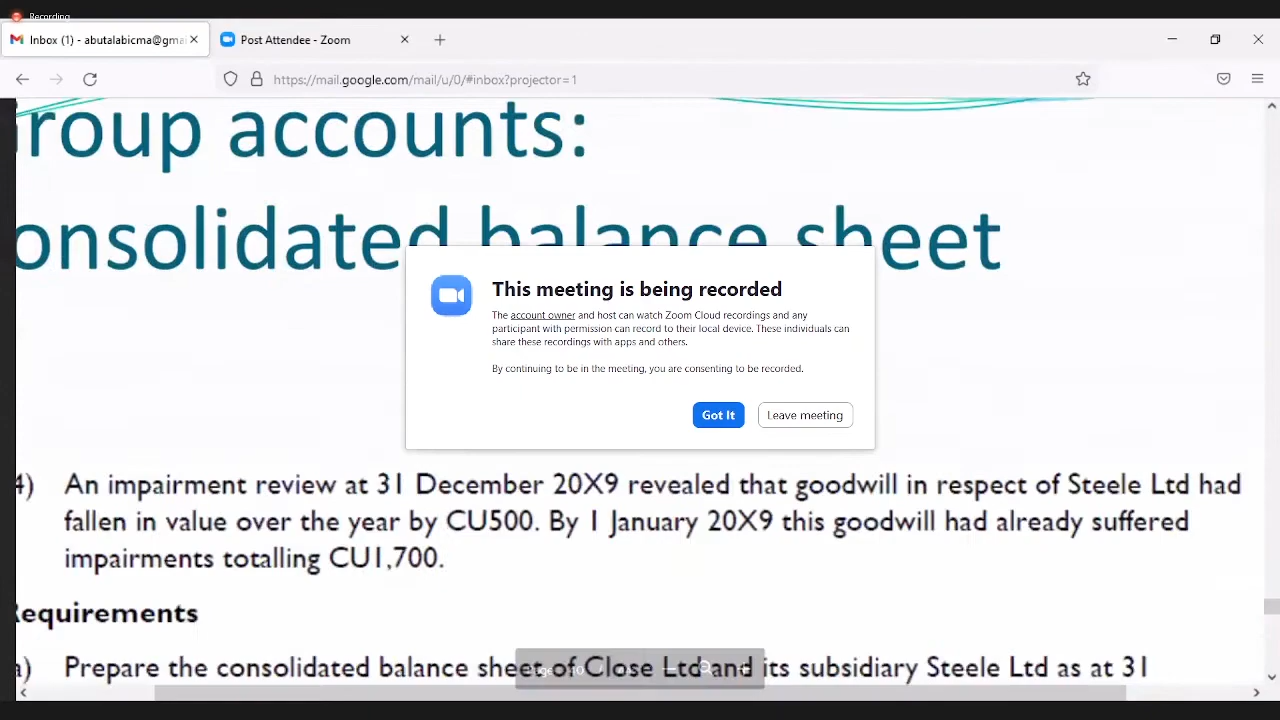 Recording
Inbox (1) - abutalabicma@gma
Post Attendee - Zoom
https://mail.google.com/mail/u/0/#inbox?projector=1
roup accounts:
onsolidated balance sheet
This meeting is being recorded
The account owner and host can watch Zoom Cloud recordings and any
participant with permission can record to their local device. These individuals can
share these recordings with apps and others.
By continuing to be in the meeting, you are consenting to be recorded.
Got It
Leave meeting
4) An impairment review at 31 December 20X9 revealed that goodwill in respect of Steele Ltd had
fallen in value over the year by CU500. By 1 January 20X9 this goodwill had already suffered
impairments totalling CU1,700.
Requirements
a) Prepare the consolidated balance sheet of Close Ltd and its subsidiary Steele Ltd as at 31